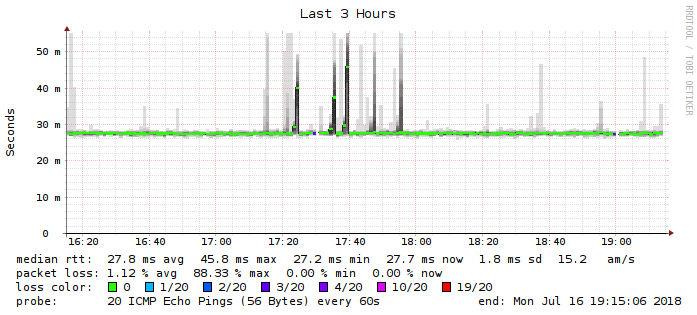 Last 3 Hours
RRDTOOL / TOBI OETIKER
Seconds
50 m
40 m
30 m
20 m
10 m
0
16:20 16:40 17:00 17:20 17:40 18:00 18:20 18:40 19:00
median rtt: 27.8 ms avg 45.8 ms max 27.2 ms min 27.7 ms now 1.8 ms sd 15.2 am/s
packet loss: 1.12 % avg 88.33 % max 0.00 % min 0.00 % now
loss color: 0 1/20 2/20 3/20 4/20 10/20 19/20
probe: 20 ICMP Echo Pings (56 Bytes) every 60s end: Mon Jul 16 19:15:06 2018